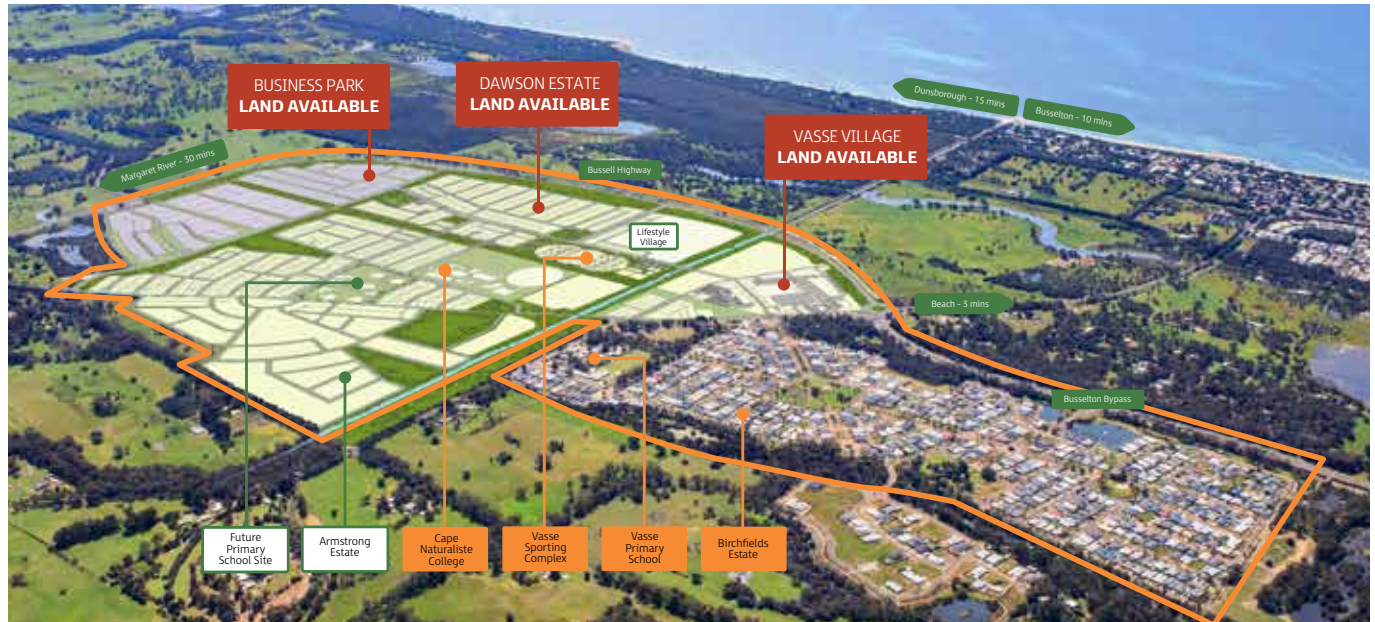 BUSINESS PARK
LAND AVAILABLE
DAWSON ESTATE
LAND AVAILABLE
VASSE VILLAGE
LAND AVAILABLE
Dunsborough - 15 mins
Busselton - 10 mins
Margaret River - 30 mins
Bussell Highway
Lifestyle
Village
Beach - 3 mins
Busselton Bypass
Future
Primary
School Site
Armstrong
Estate
Cape
Naturaliste
College
Vasse
Sporting
Complex
Vasse
Primary
School
Birchfields
Estate